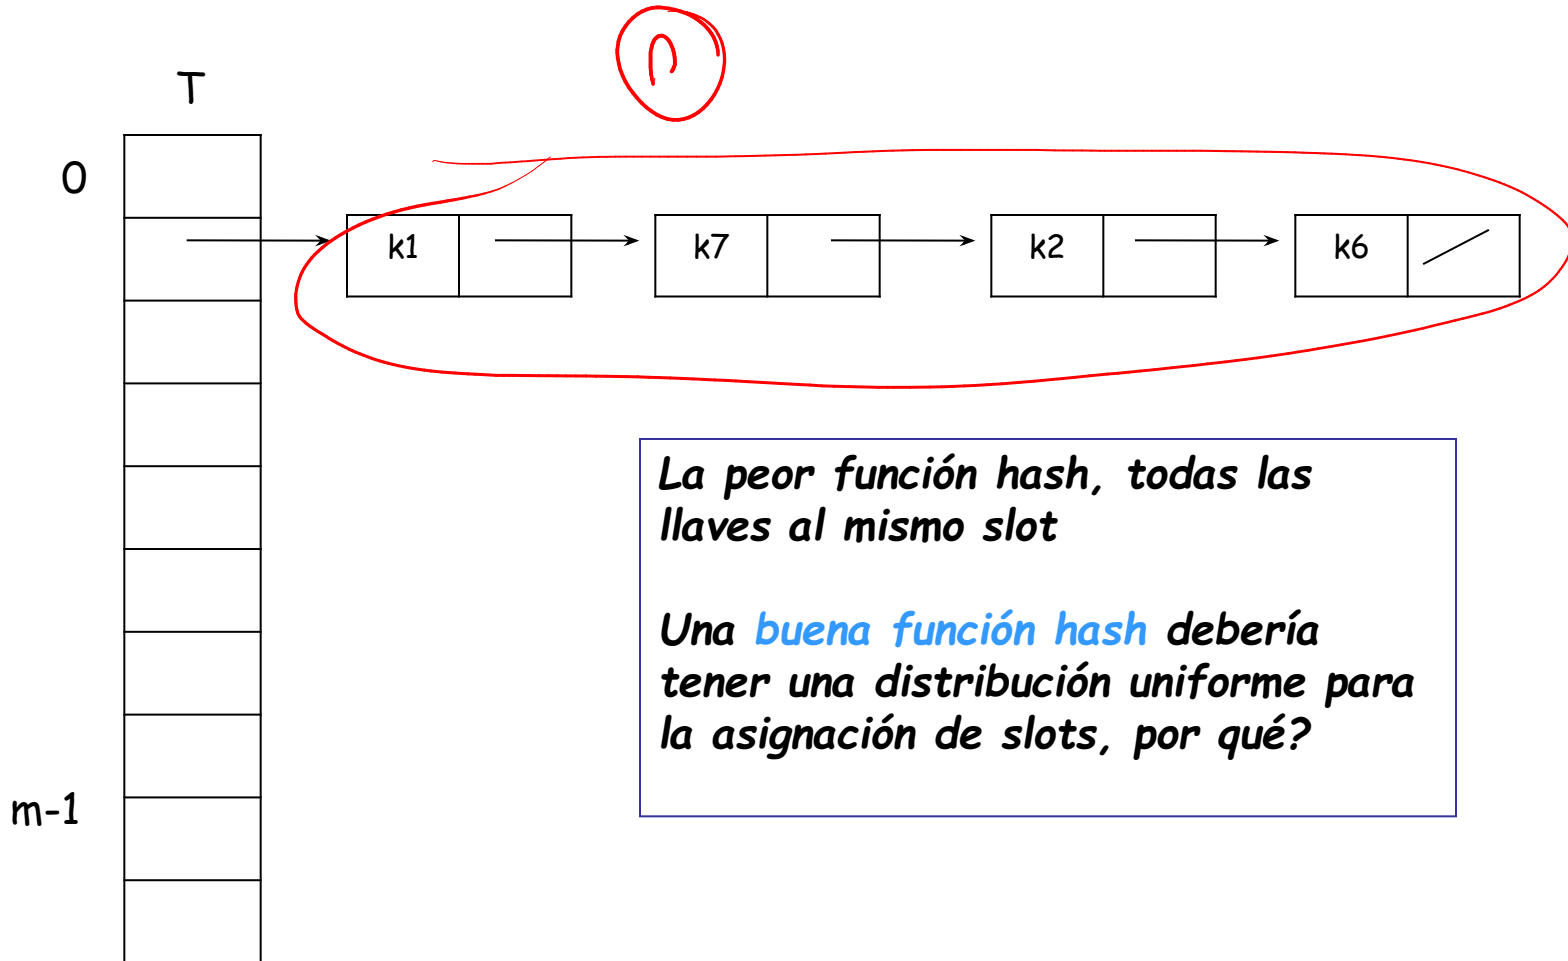 n
T
0
k1
k7
k2
k6
La peor función hash, todas las
llaves al mismo slot
Una buena función hash debería
tener una distribución uniforme para
la asignación de slots, por qué?
m-1